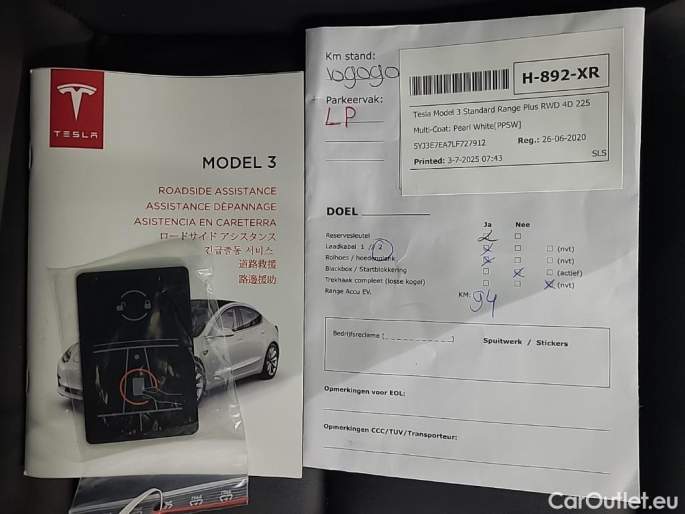 TESLA
MODEL 3
ROADSIDE ASSISTANCE
ASSISTANCE DÉPANNAGE
ASISTENCIA EN CARRETERRA
ロードサイド アシスタンス
긴급출동 서비스
道路救援
路邊援助
Km stand:
109090
Parkeervak:
LP
H-892-XR
Tesla Model 3 Standard Range Plus RWD 4D 225
Multi-Coat: Pearl White(PPSW)
5YJ3E7EA7LF727912
Reg.: 26-06-2020
Printed: 3-7-2025 07:43
SLS
DOEL
Ja Nee
Reservesleutel 2
Laadkabel 1 / 2 (nvt)
Rolhoes / hoedenplank (nvt)
Blackbox / Startblokkering (actief)
Trekhaak compleet (losse kogel) (nvt)
Range Accu EV. KM: 94
Bedrijfsreclame [ ] Spuitwerk / Stickers
Opmerkingen voor EOL:
Opmerkingen CCC/TUV/Transporteur:
CarOutlet.eu